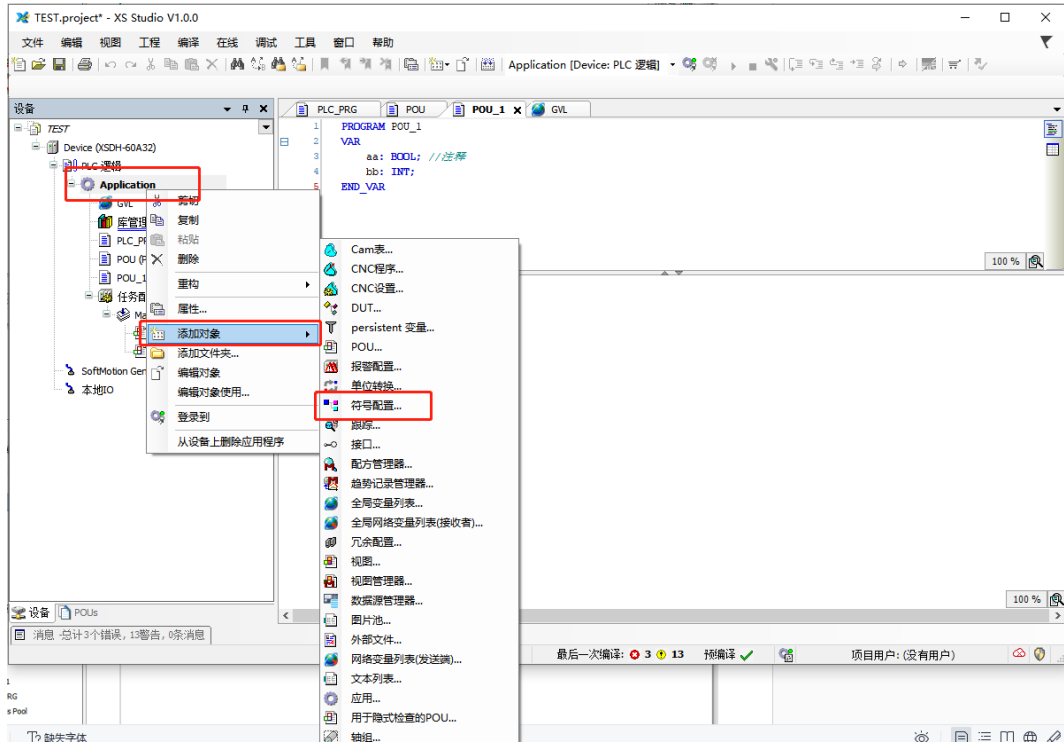 TEST.project* - XS Studio V1.0.0
文件 编辑 视图 工程 编译 在线 调试 工具 窗口 帮助
Application [Device: PLC 逻辑]
设备
PLC_PRG POU POU_1 GVL
TEST
Device (XSDH-60A32)
PLC 逻辑
Application
GVL
库管理
PLC_PR
POU (P
POU_1
任务配
Ma
SoftMotion Gen
本地IO
1 PROGRAM POU_1
2 VAR
3 aa: BOOL; //注释
4 bb: INT;
5 END_VAR
100 %
剪切
复制
粘贴
删除
重构
属性...
添加对象
添加文件夹...
编辑对象
编辑对象使用...
登录到
从设备上删除应用程序
Cam表...
CNC程序...
CNC设置...
DUT...
persistent 变量...
POU...
报警配置...
单位转换...
符号配置...
跟踪...
接口...
配方管理器...
趋势记录管理器...
全局变量列表...
全局网络变量列表(接收者)...
冗余配置...
视图...
视图管理器...
数据源管理器...
图片池...
外部文件...
网络变量列表(发送端)...
文本列表...
应用...
用于隐式检查的POU...
轴组...
100 %
设备 POUs
消息 -总计3个错误, 13警告, 0条消息
最后一次编译: 3 13 预编译 项目用户: (没有用户)
1
RG
s Pool
缺失字体